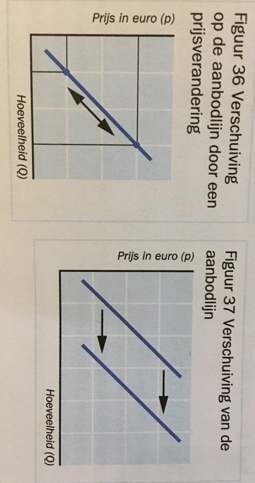 Figuur 36 Verschuiving
op de aanbodlijn door een
prijsverandering
Prijs in euro (p)
Hoeveelheid (Q)
Figuur 37 Verschuiving van de
aanbodlijn
Prijs in euro (p)
Hoeveelheid (Q)